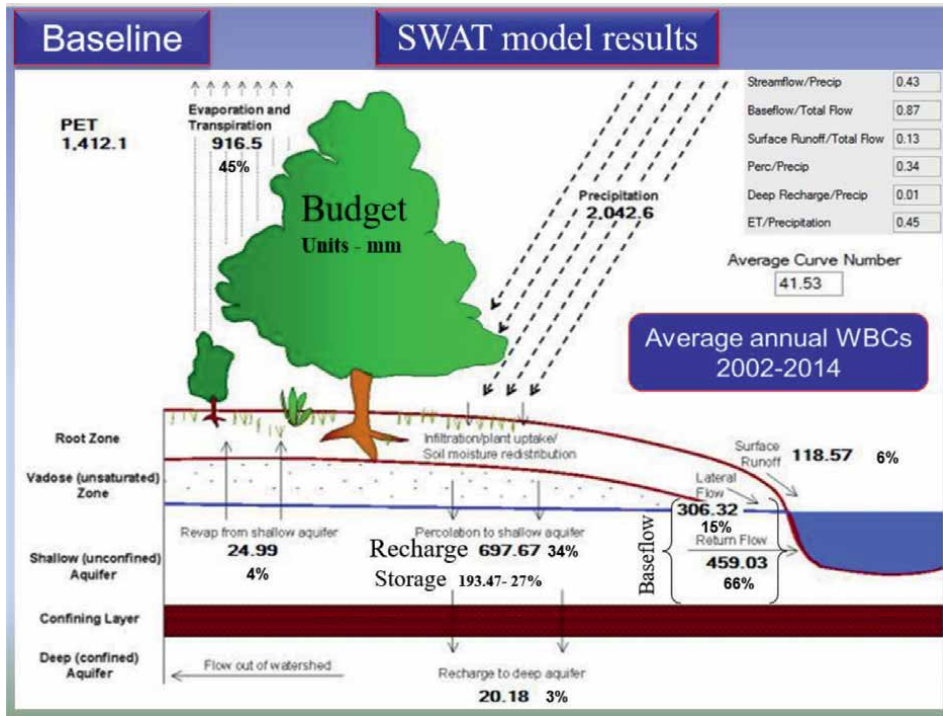 Baseline
SWAT model results
PET
1,412.1
Evaporation and
Transpiration
916.5
45%
Budget
Units - mm
Precipitation
2,042.6
Streamflow/Precip 0.43
Baseflow/Total Flow 0.87
Surface Runoff/Total Flow 0.13
Perc/Precip 0.34
Deep Recharge/Precip 0.01
ET/Precipitation 0.45
Average Curve Number
41.53
Average annual WBCs
2002-2014
Root Zone
Infiltration/plant uptake/
Soil moisture redistribution
Surface
Runoff
118.57 6%
Vadose (unsaturated)
Zone
Lateral
Flow
306.32
15%
Revap from shallow aquifer
24.99
4%
Percolation to shallow aquifer
Recharge 697.67 34%
Storage 193.47- 27%
Baseflow
Return Flow
459.03
66%
Shallow (unconfined)
Aquifer
Confining Layer
Deep (confined)
Aquifer
Flow out of watershed
Recharge to deep aquifer
20.18 3%